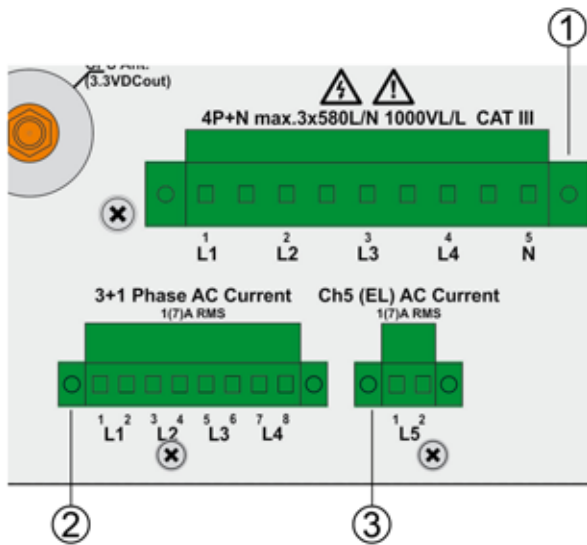 ①
Ant.
(3.3VDCout)
4P+N max.3x580L/N 1000VL/L CAT III
1 2 3 4 5
L1 L2 L3 L4 N
3+1 Phase AC Current
1(7)A RMS
1 2 3 4 5 6 7 8
L1 L2 L3 L4
Ch5 (EL) AC Current
1(7)A RMS
1 2
L5
② ③